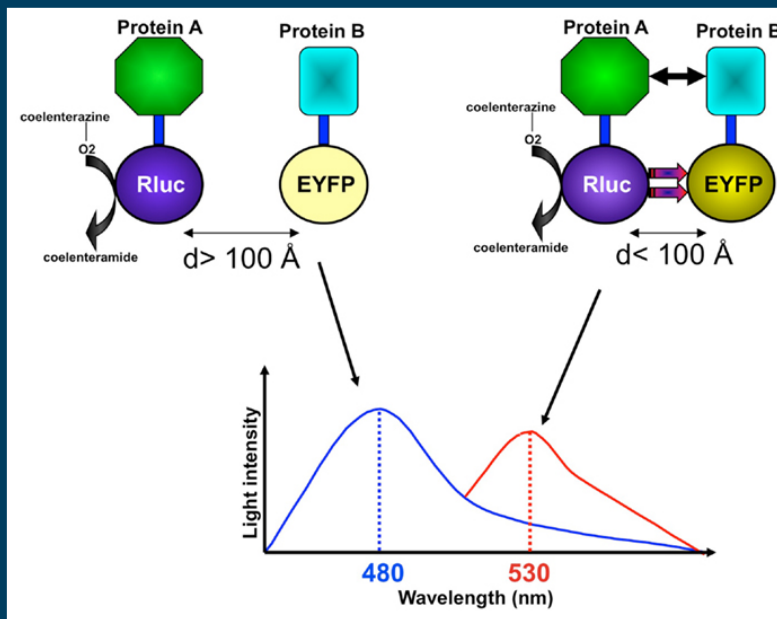 Protein A
Protein B
coelenterazine
O2
Rluc
EYFP
coelenteramide
d> 100 Å
Protein A
Protein B
coelenterazine
O2
Rluc
EYFP
coelenteramide
d< 100 Å
Light intensity
480
530
Wavelength (nm)